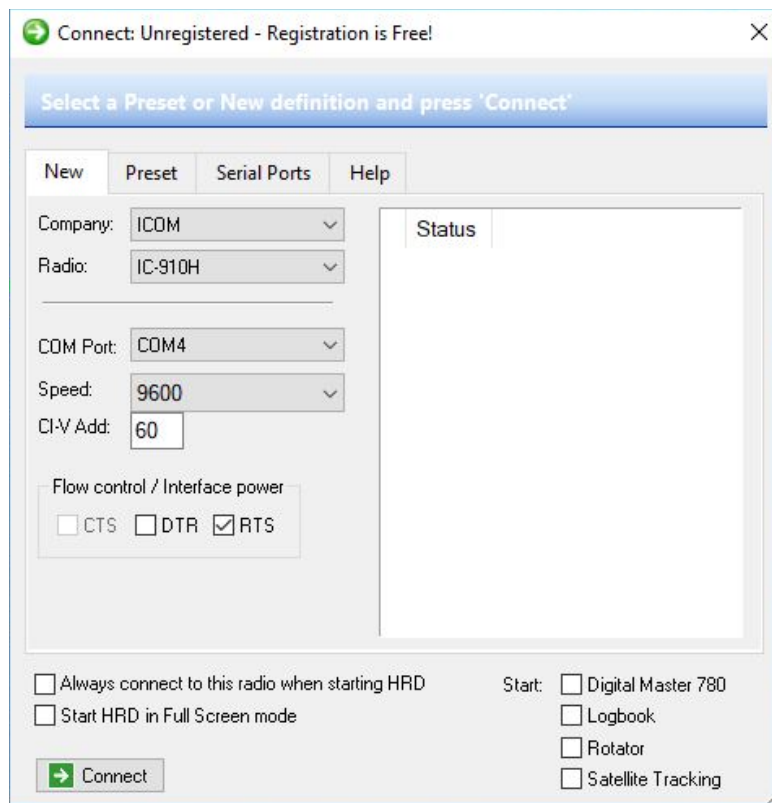 Connect: Unregistered - Registration is Free!
Select a Preset or New definition and press 'Connect'
New Preset Serial Ports Help
Company: ICOM
Radio: IC-910H
Status
COM Port: COM4
Speed: 9600
CI-V Add: 60
Flow control / Interface power
CTS DTR RTS
Always connect to this radio when starting HRD
Start HRD in Full Screen mode
Start: Digital Master 780
Logbook
Rotator
Satellite Tracking
Connect